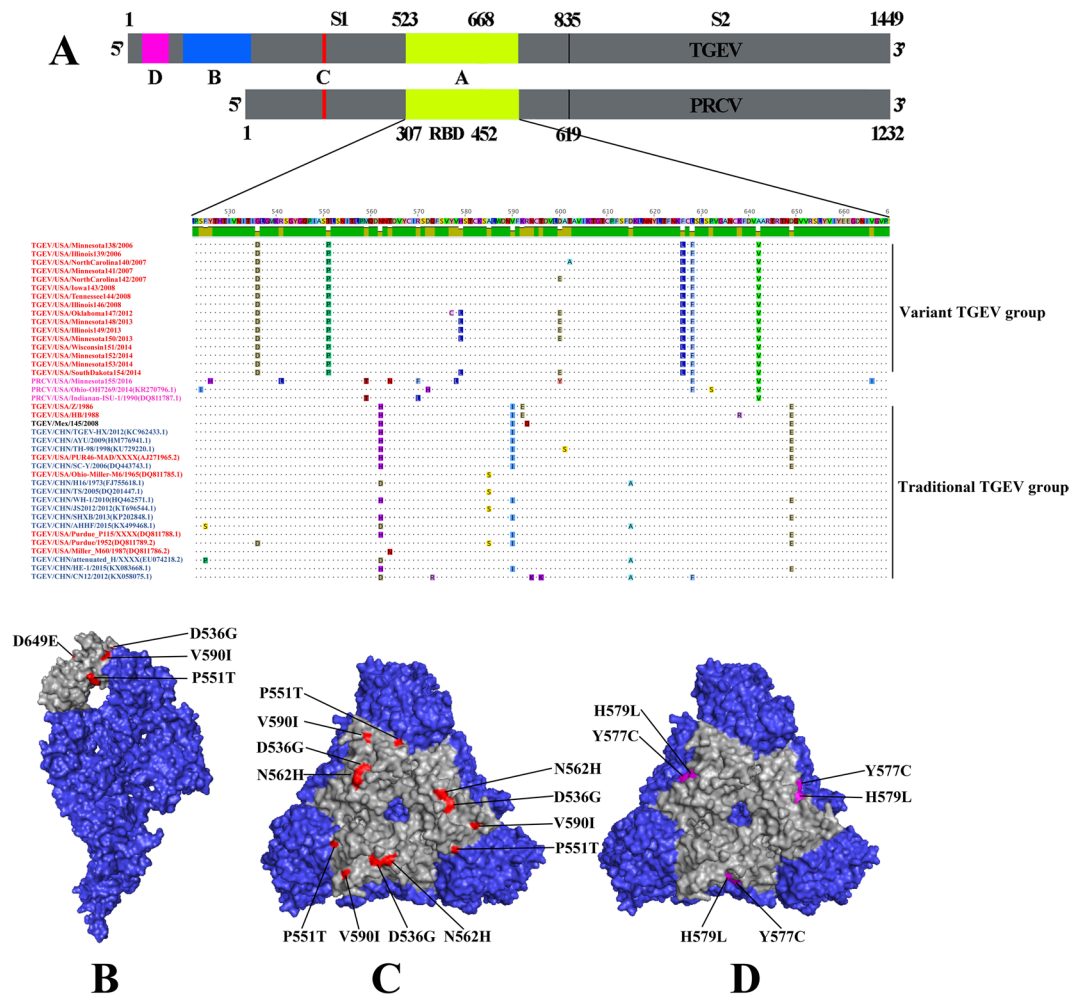 1 S1 523 668 835 S2 1449
A 5' TGEV 3'
D B C A
5' PRCV 3'
1 307 RBD 452 619 1232
530 540 550 560 570 580 590 600 610 620 630 640 650 660
TGEV/USA/Minnesota138/2006 D P L F V
TGEV/USA/Illinois139/2006 D P L F V
TGEV/USA/NorthCarolina140/2007 D P A L F V
TGEV/USA/Minnesota141/2007 D P L F V
TGEV/USA/NorthCarolina142/2007 D P E L F V
TGEV/USA/Iowa143/2008 D P L F V
TGEV/USA/Tennessee144/2008 D P L F V
TGEV/USA/Illinois146/2008 D P L F V
TGEV/USA/Oklahoma147/2012 D P C L E L F V
Variant TGEV group
TGEV/USA/Minnesota148/2013 D P L E L F V
TGEV/USA/Illinois149/2013 D P L E L F V
TGEV/USA/Minnesota150/2013 D P L E L F V
TGEV/USA/Wisconsin151/2014 D P L F V
TGEV/USA/Minnesota152/2014 D P L F V
TGEV/USA/Minnesota153/2014 D P L F V
TGEV/USA/SouthDakota154/2014 D P L E L F V
PRCV/USA/Minnesota155/2016
PRCV/USA/Ohio-OH7269/2014(KR270796.1)
PRCV/USA/Indianan-ISU-1/1990(DQ811787.1)
TGEV/USA/Z/1986 H I E E
TGEV/USA/HB/1988 H I E R E
TGEV/Mex/145/2008 H I D E
TGEV/CHN/TGEV-HX/2012(KC962433.1) H I E
TGEV/CHN/AYU/2009(HM776941.1) H I E
TGEV/CHN/TH-98/1998(KU729220.1) H I S E
TGEV/USA/PUR46-MAD/XXXX(AJ271965.2) H I E
TGEV/CHN/SC-Y/2006(DQ443743.1) H I E
TGEV/USA/Ohio-Miller-M6/1965(DQ811785.1) S
TGEV/CHN/H16/1973(FJ755618.1) D A
Traditional TGEV group
TGEV/CHN/TS/2005(DQ201447.1) S
TGEV/CHN/WH-1/2010(HQ462571.1) H I E
TGEV/CHN/JS2012/2012(KT696544.1) S
TGEV/CHN/SHXB/2013(KP202848.1) H I E
TGEV/CHN/AHHF/2015(KX499468.1) S D A
TGEV/USA/Purdue_P115/XXXX(DQ811788.1) H I E
TGEV/USA/Purdue/1952(DQ811789.2) D S I E
TGEV/USA/Miller_M60/1987(DQ811786.2) N
TGEV/CHN/attenuated_H/XXXX(EU074218.2) P D A
TGEV/CHN/HE-1/2015(KX083668.1) H I E
TGEV/CHN/CN12/2012(KX058075.1) D R K K A F
D649E
D536G
V590I
P551T
B
P551T
V590I
D536G
N562H
N562H
D536G
V590I
P551T
P551T V590I D536G N562H
C
H579L
Y577C
Y577C
H579L
H579L Y577C
D